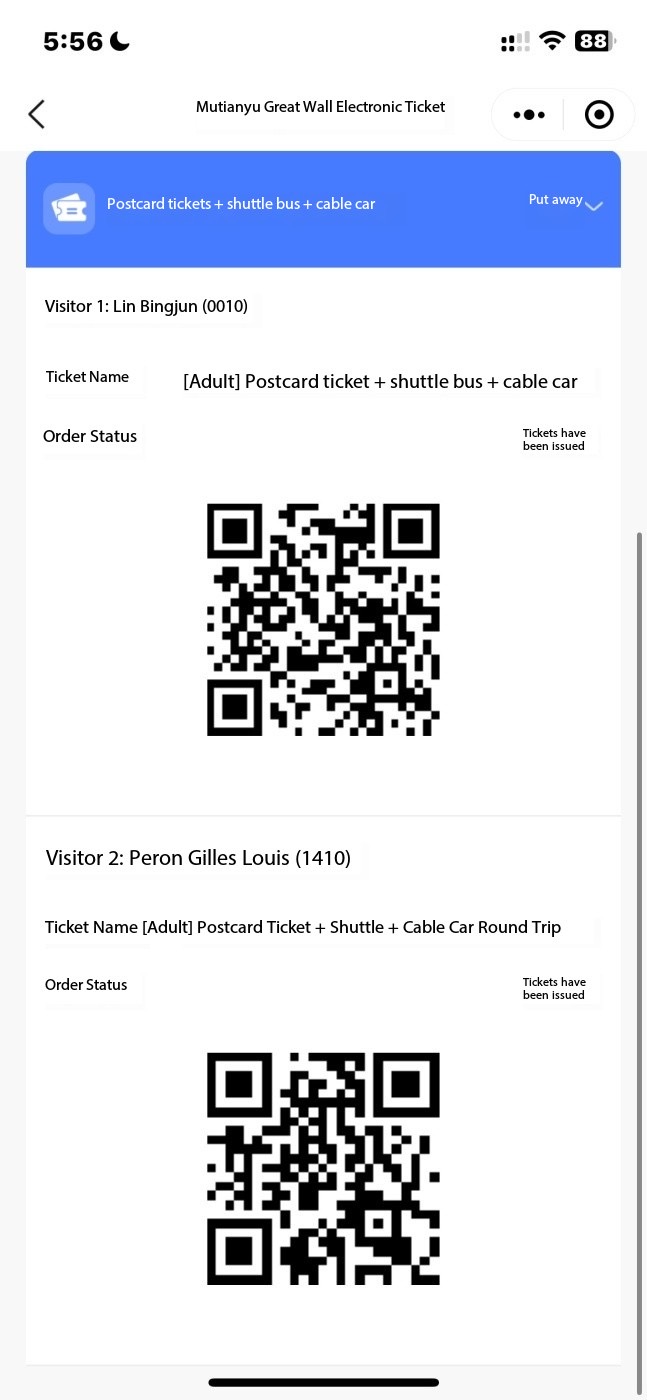 5:56
88
Mutianyu Great Wall Electronic Ticket
Postcard tickets + shuttle bus + cable car
Put away
Visitor 1: Lin Bingjun (0010)
Ticket Name [Adult] Postcard ticket + shuttle bus + cable car
Order Status
Tickets have
been issued
Visitor 2: Peron Gilles Louis (1410)
Ticket Name [Adult] Postcard Ticket + Shuttle + Cable Car Round Trip
Order Status
Tickets have
been issued